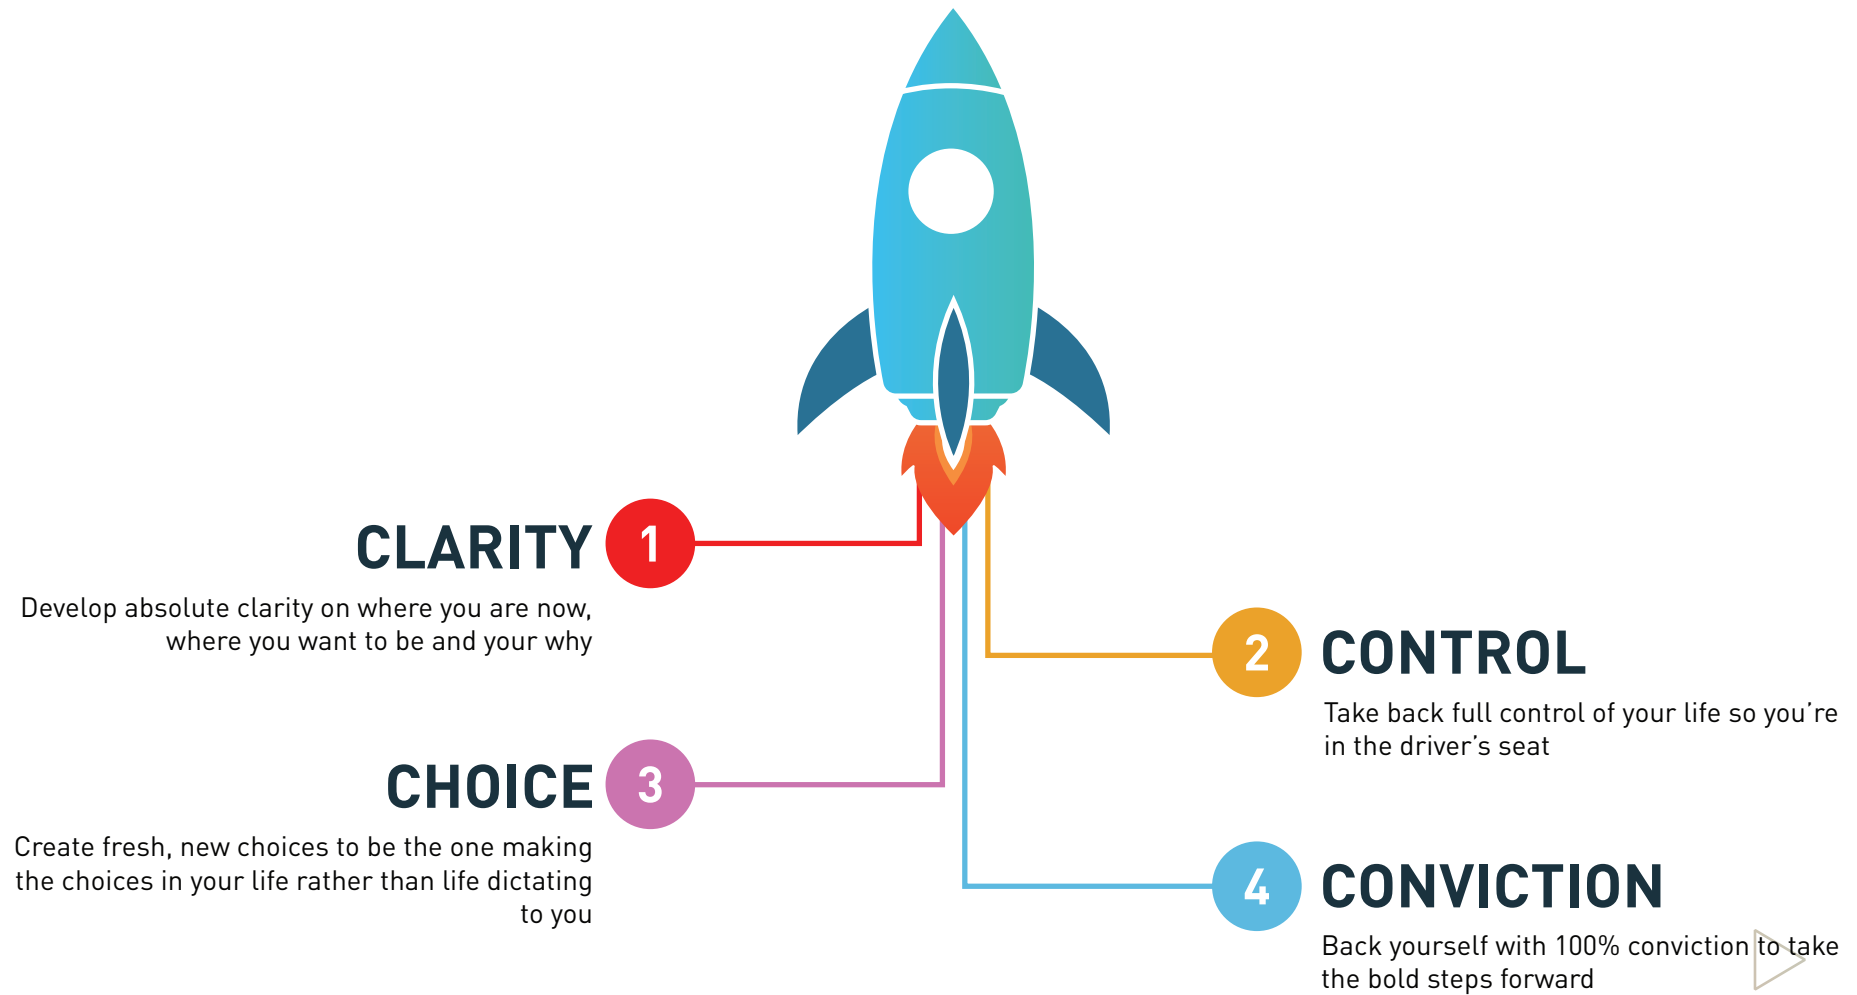 CLARITY
1
Develop absolute clarity on where you are now,
where you want to be and your why
2
CONTROL
Take back full control of your life so you’re
in the driver’s seat
CHOICE
3
Create fresh, new choices to be the one making
the choices in your life rather than life dictating
to you
4
CONVICTION
Back yourself with 100% conviction to take
the bold steps forward